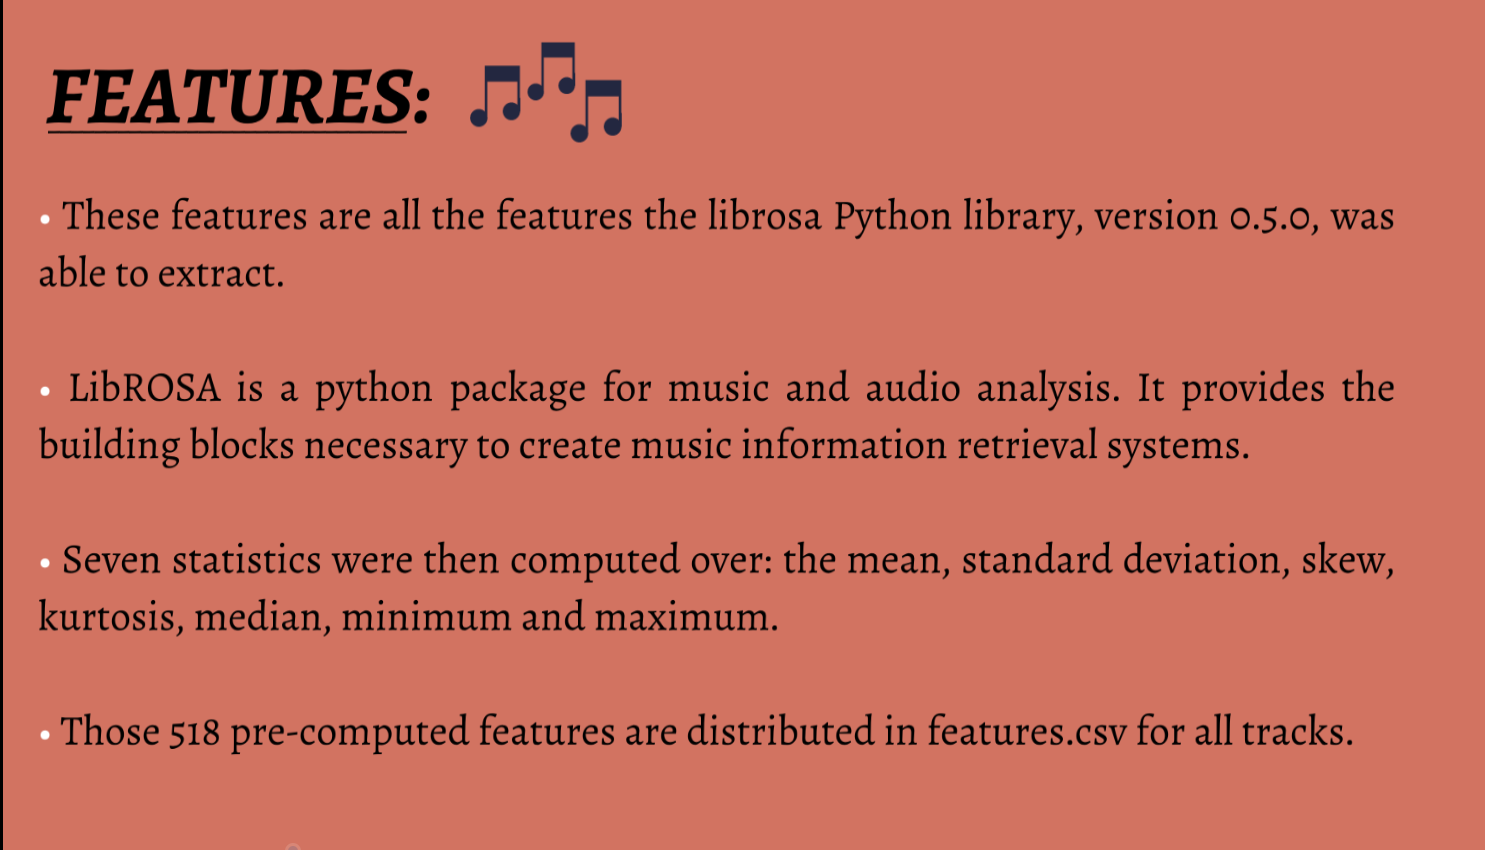 FEATURES:
• These features are all the features the librosa Python library, version 0.5.0, was
able to extract.
• LibROSA is a python package for music and audio analysis. It provides the
building blocks necessary to create music information retrieval systems.
• Seven statistics were then computed over: the mean, standard deviation, skew,
kurtosis, median, minimum and maximum.
• Those 518 pre-computed features are distributed in features.csv for all tracks.